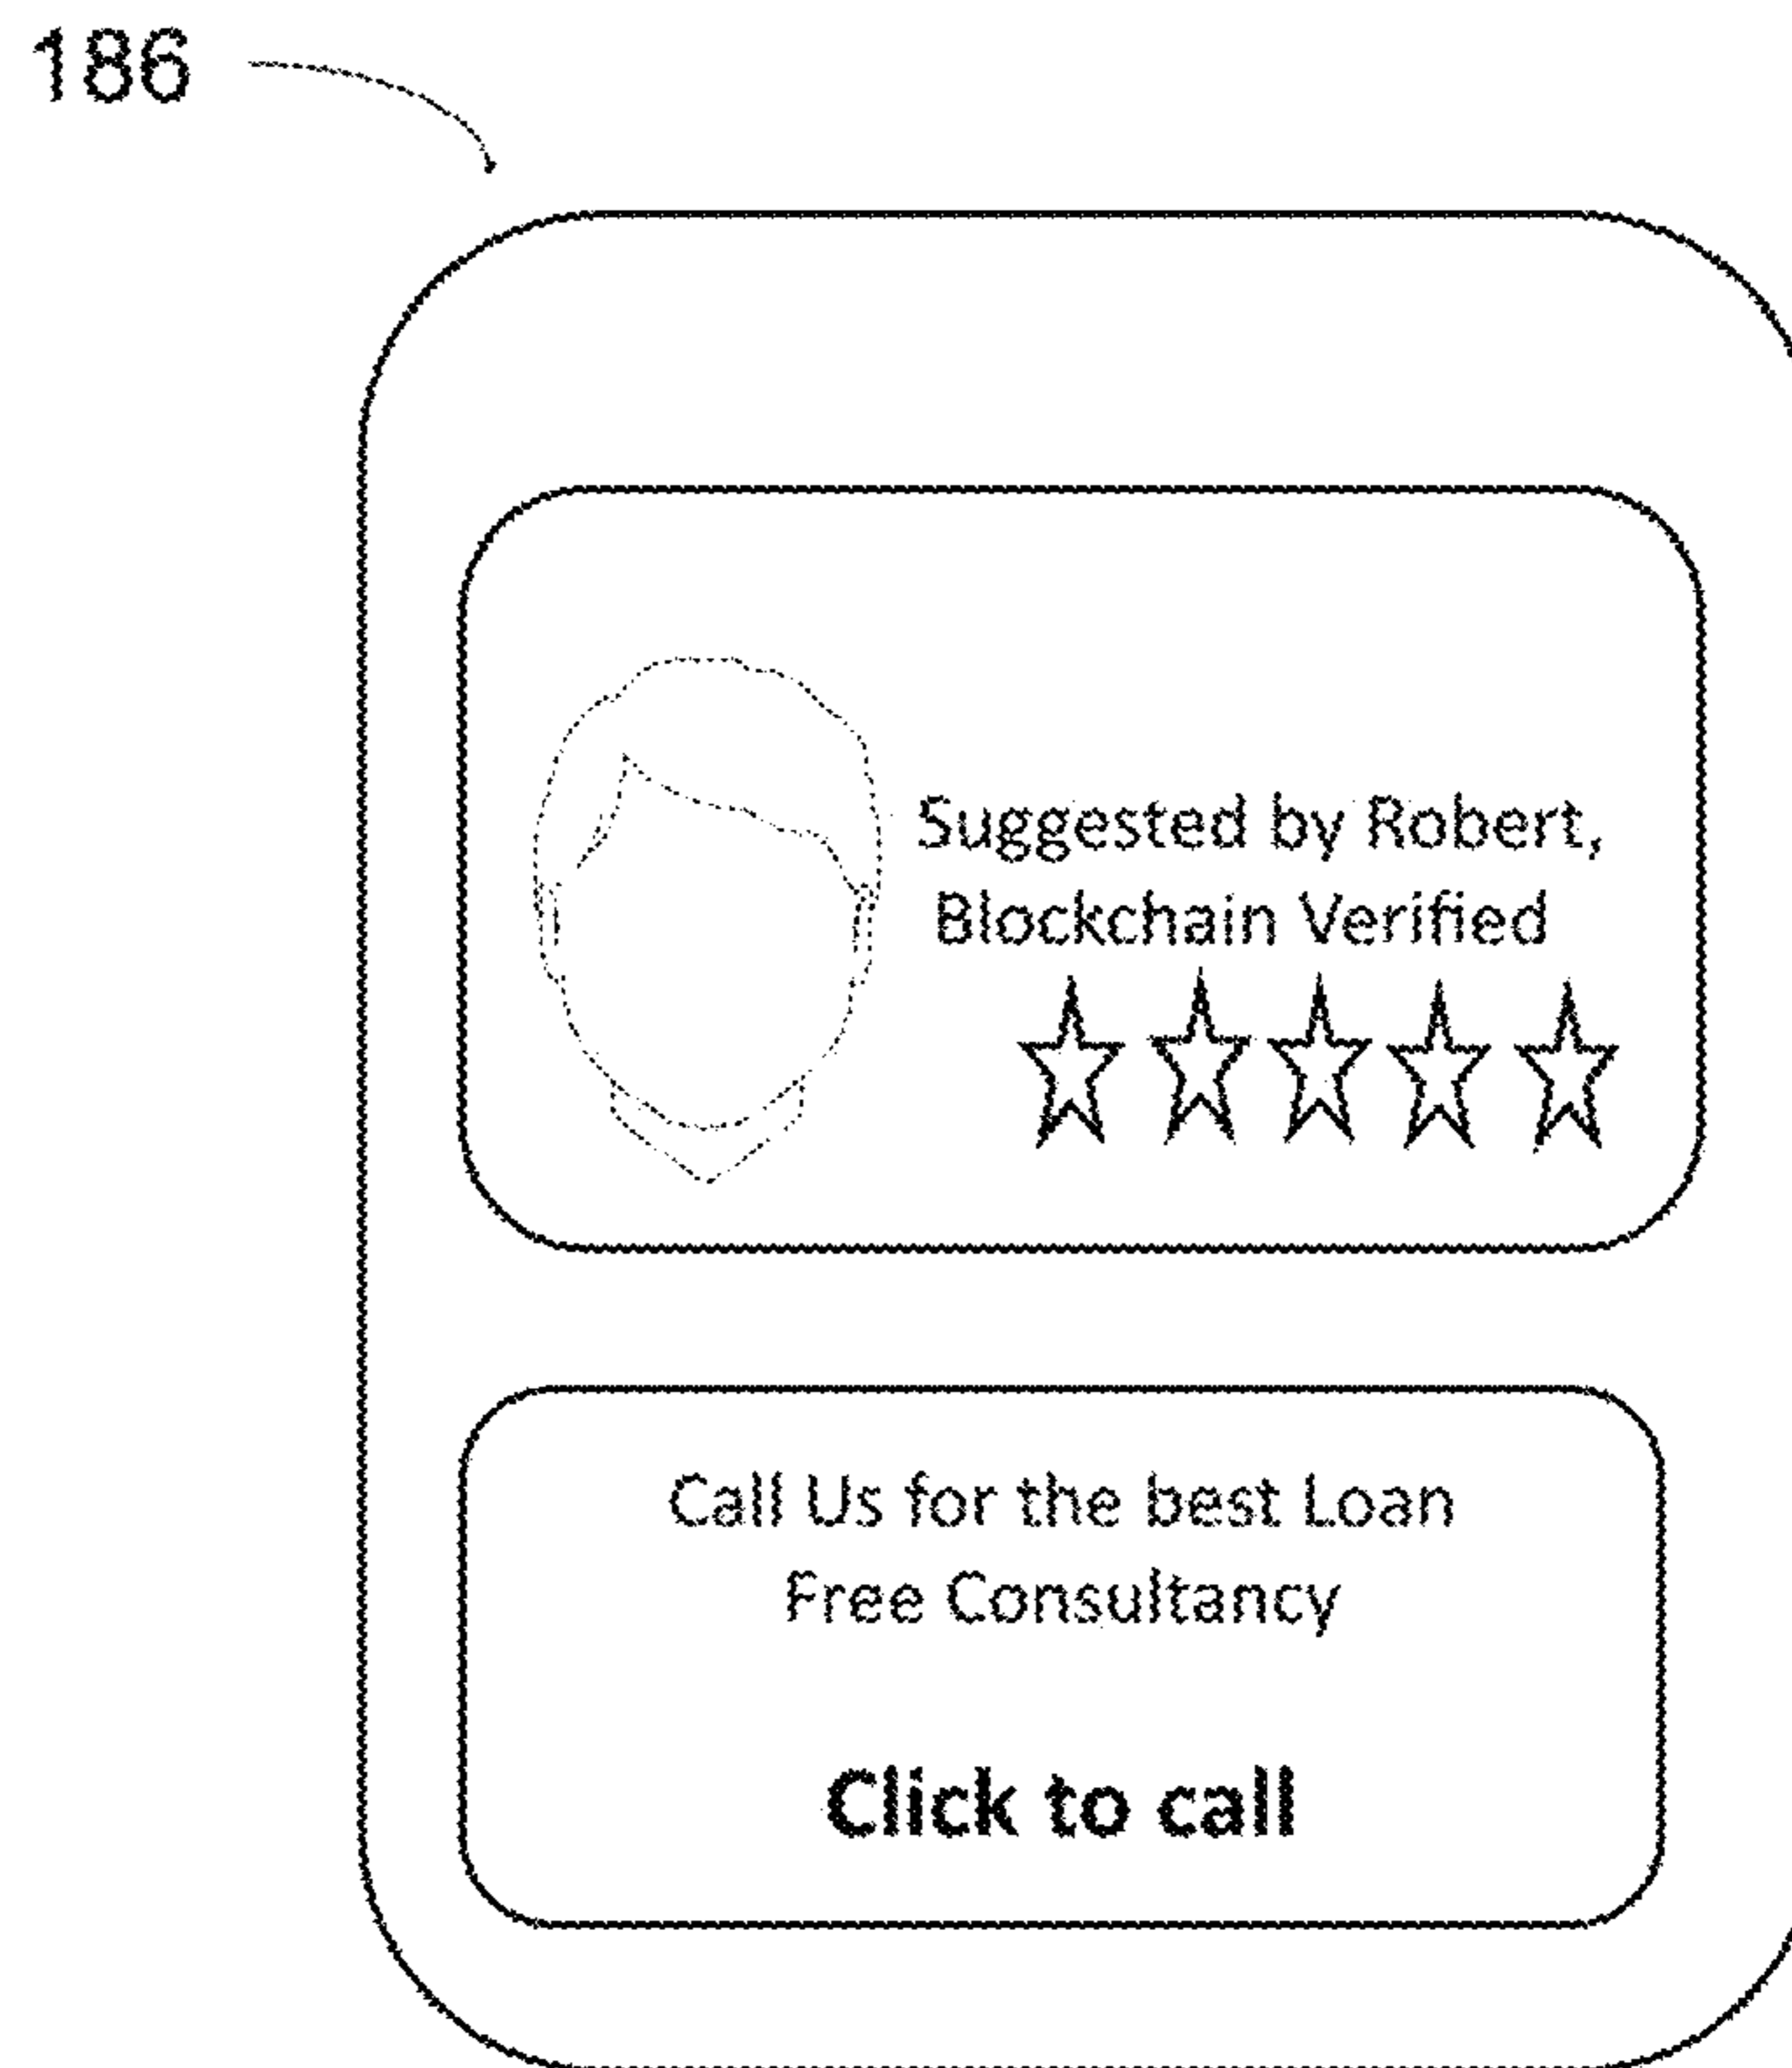 186
Suggested by Robert,
Blockchain Verified
Call Us for the best Loan
Free Consultancy
Click to call